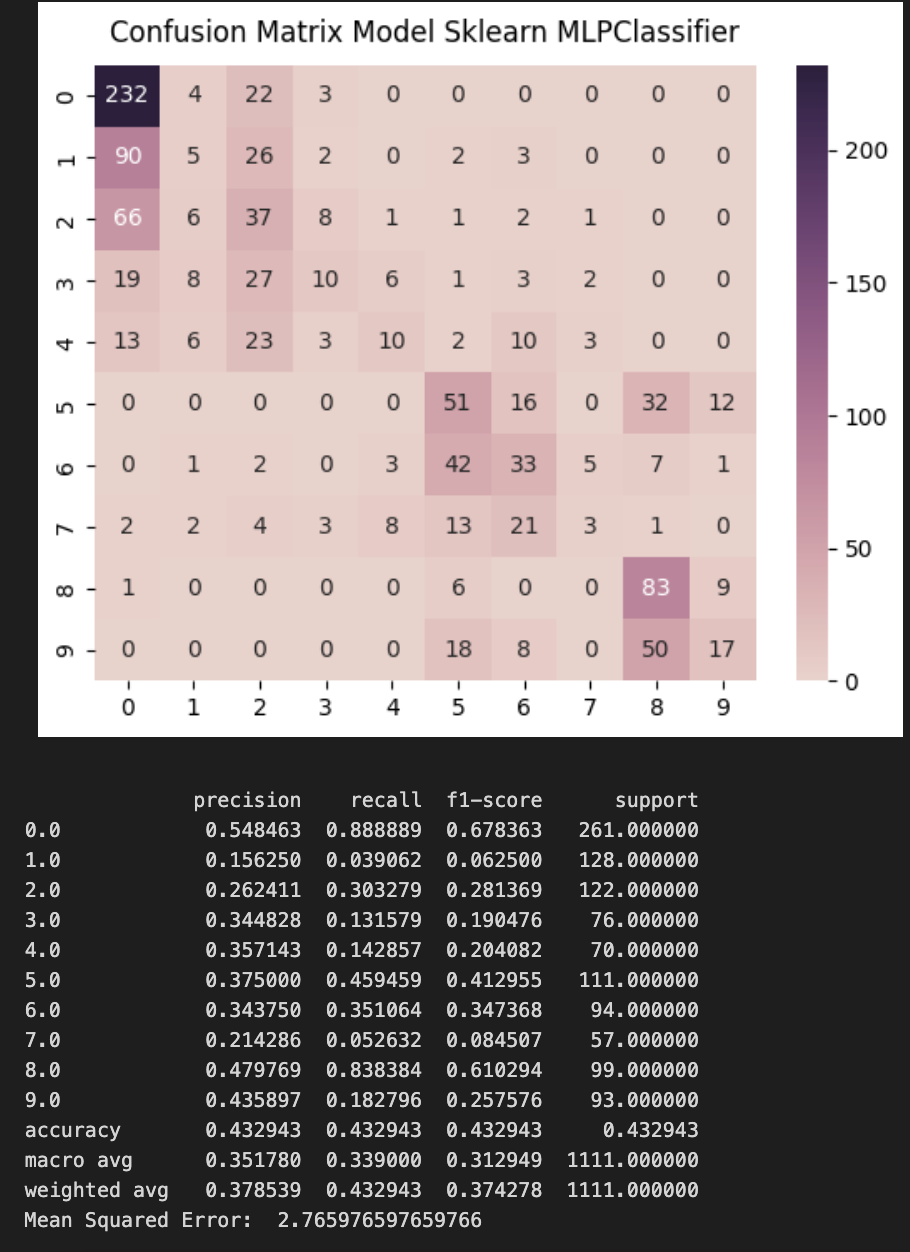 Confusion Matrix Model Sklearn MLPClassifier
0 232 4 22 3 0 0 0 0 0 0
1 90 5 26 2 0 2 3 0 0 0
2 66 6 37 8 1 1 2 1 0 0
3 19 8 27 10 6 1 3 2 0 0
4 13 6 23 3 10 2 10 3 0 0
5 0 0 0 0 0 51 16 0 32 12
6 0 1 2 0 3 42 33 5 7 1
7 2 2 4 3 8 13 21 3 1 0
8 1 0 0 0 0 6 0 0 83 9
9 0 0 0 0 0 18 8 0 50 17
0 1 2 3 4 5 6 7 8 9
200
150
100
50
0
precision recall f1-score support
0.0 0.548463 0.888889 0.678363 261.000000
1.0 0.156250 0.039062 0.062500 128.000000
2.0 0.262411 0.303279 0.281369 122.000000
3.0 0.344828 0.131579 0.190476 76.000000
4.0 0.357143 0.142857 0.204082 70.000000
5.0 0.375000 0.459459 0.412955 111.000000
6.0 0.343750 0.351064 0.347368 94.000000
7.0 0.214286 0.052632 0.084507 57.000000
8.0 0.479769 0.838384 0.610294 99.000000
9.0 0.435897 0.182796 0.257576 93.000000
accuracy 0.432943 0.432943 0.432943 0.432943
macro avg 0.351780 0.339000 0.312949 1111.000000
weighted avg 0.378539 0.432943 0.374278 1111.000000
Mean Squared Error: 2.765976597659766